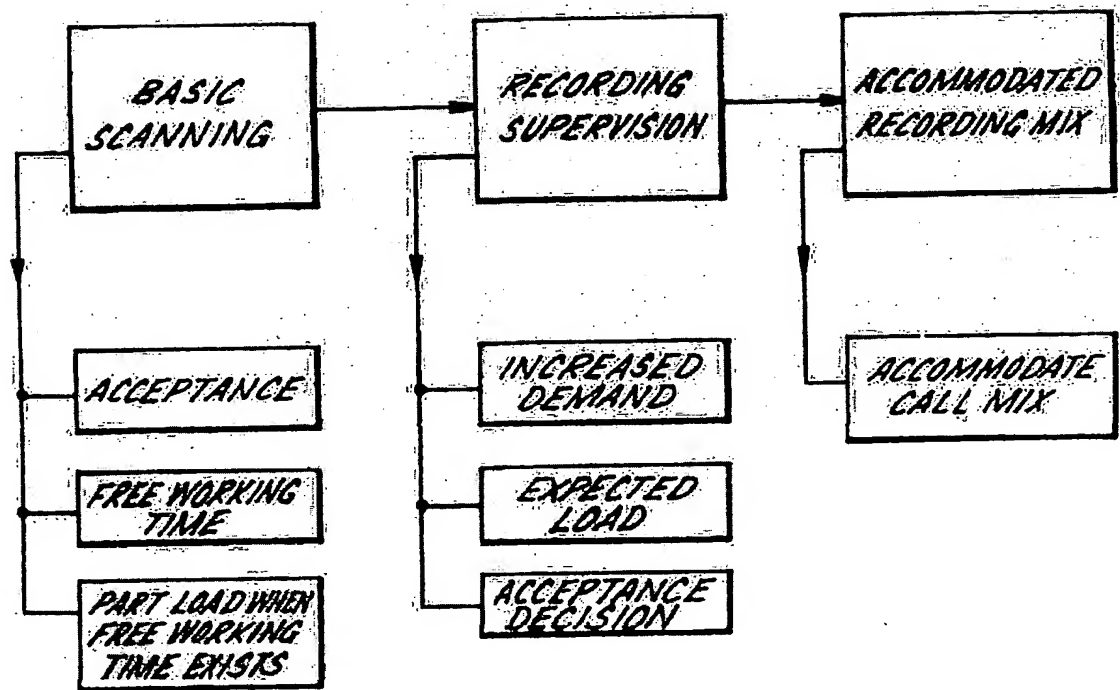 BASIC
SCANNING
RECORDING
SUPERVISION
ACCOMMODATED
RECORDING MIX
ACCEPTANCE
FREE WORKING
TIME
PART LOAD WHEN
FREE WORKING
TIME EXISTS
INCREASED
DEMAND
EXPECTED
LOAD
ACCEPTANCE
DECISION
ACCOMMODATE
CALL MIX